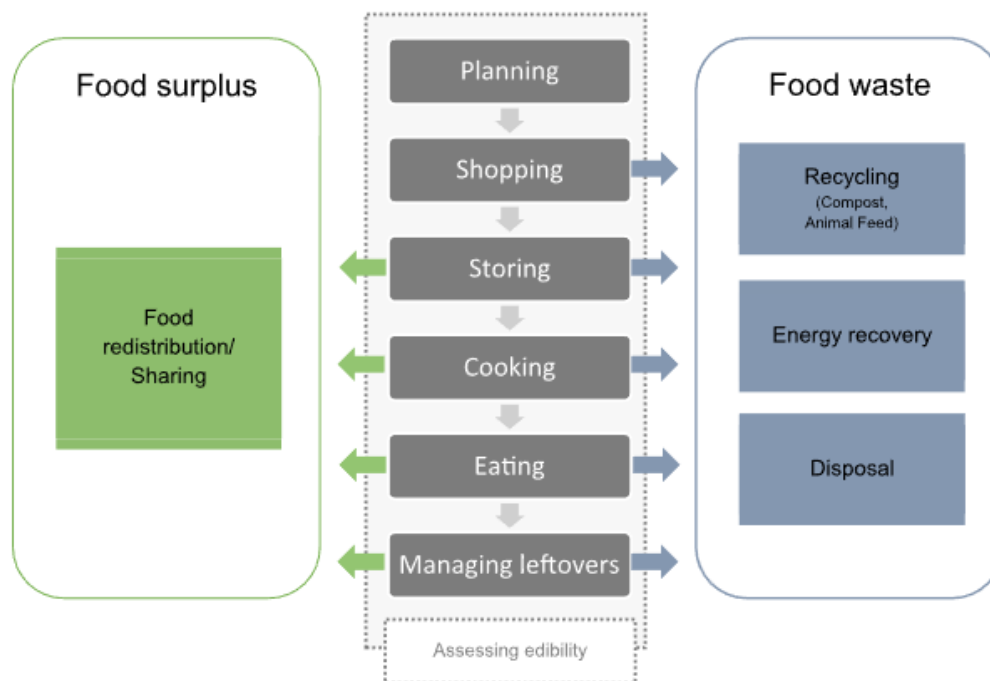 Food surplus
Food
redistribution/
Sharing
Planning
Shopping
Storing
Cooking
Eating
Managing leftovers
Assessing edibility
Food waste
Recycling
(Compost,
Animal Feed)
Energy recovery
Disposal